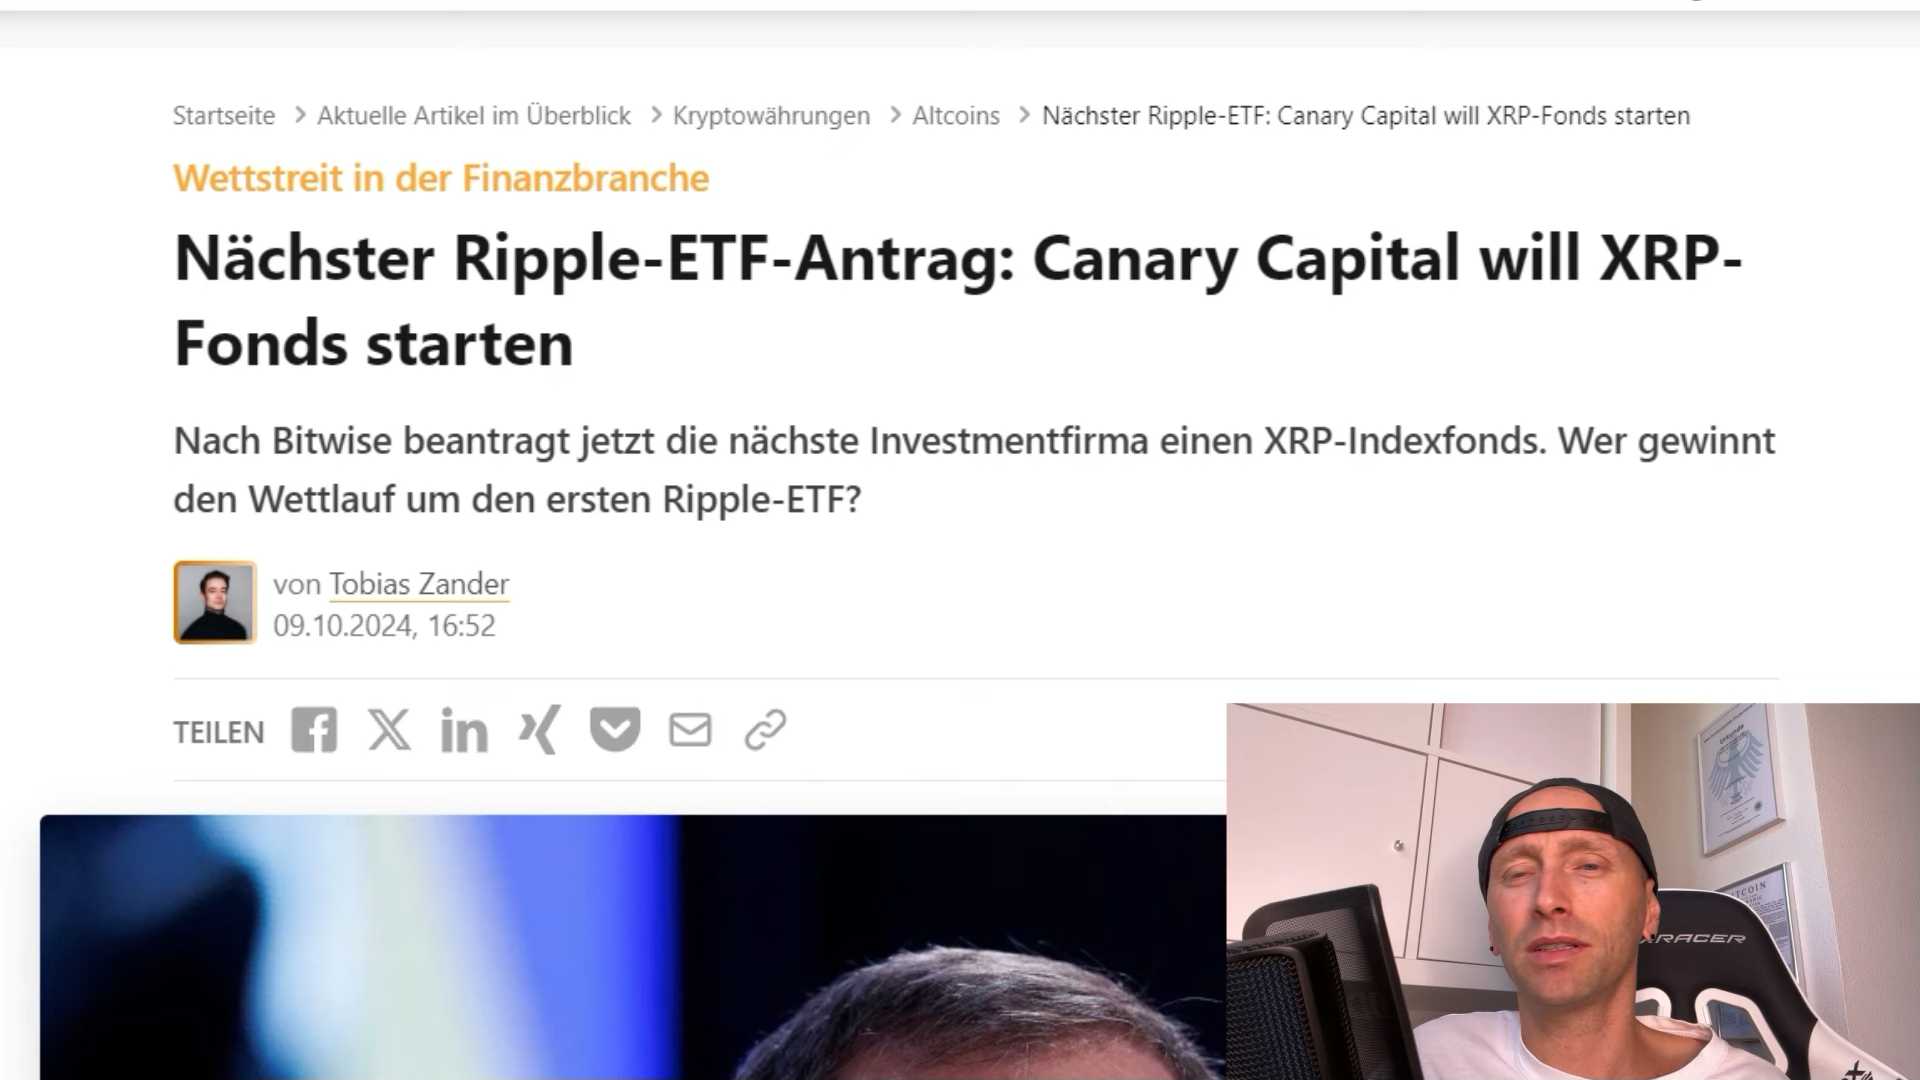 Startseite > Aktuelle Artikel im Überblick > Kryptowährungen > Altcoins > Nächster Ripple-ETF: Canary Capital will XRP-Fonds starten
Wettstreit in der Finanzbranche
Nächster Ripple-ETF-Antrag: Canary Capital will XRP-
Fonds starten
Nach Bitwise beantragt jetzt die nächste Investmentfirma einen XRP-Indexfonds. Wer gewinnt
den Wettlauf um den ersten Ripple-ETF?
von Tobias Zander
09.10.2024, 16:52
TEILEN
Urkunde